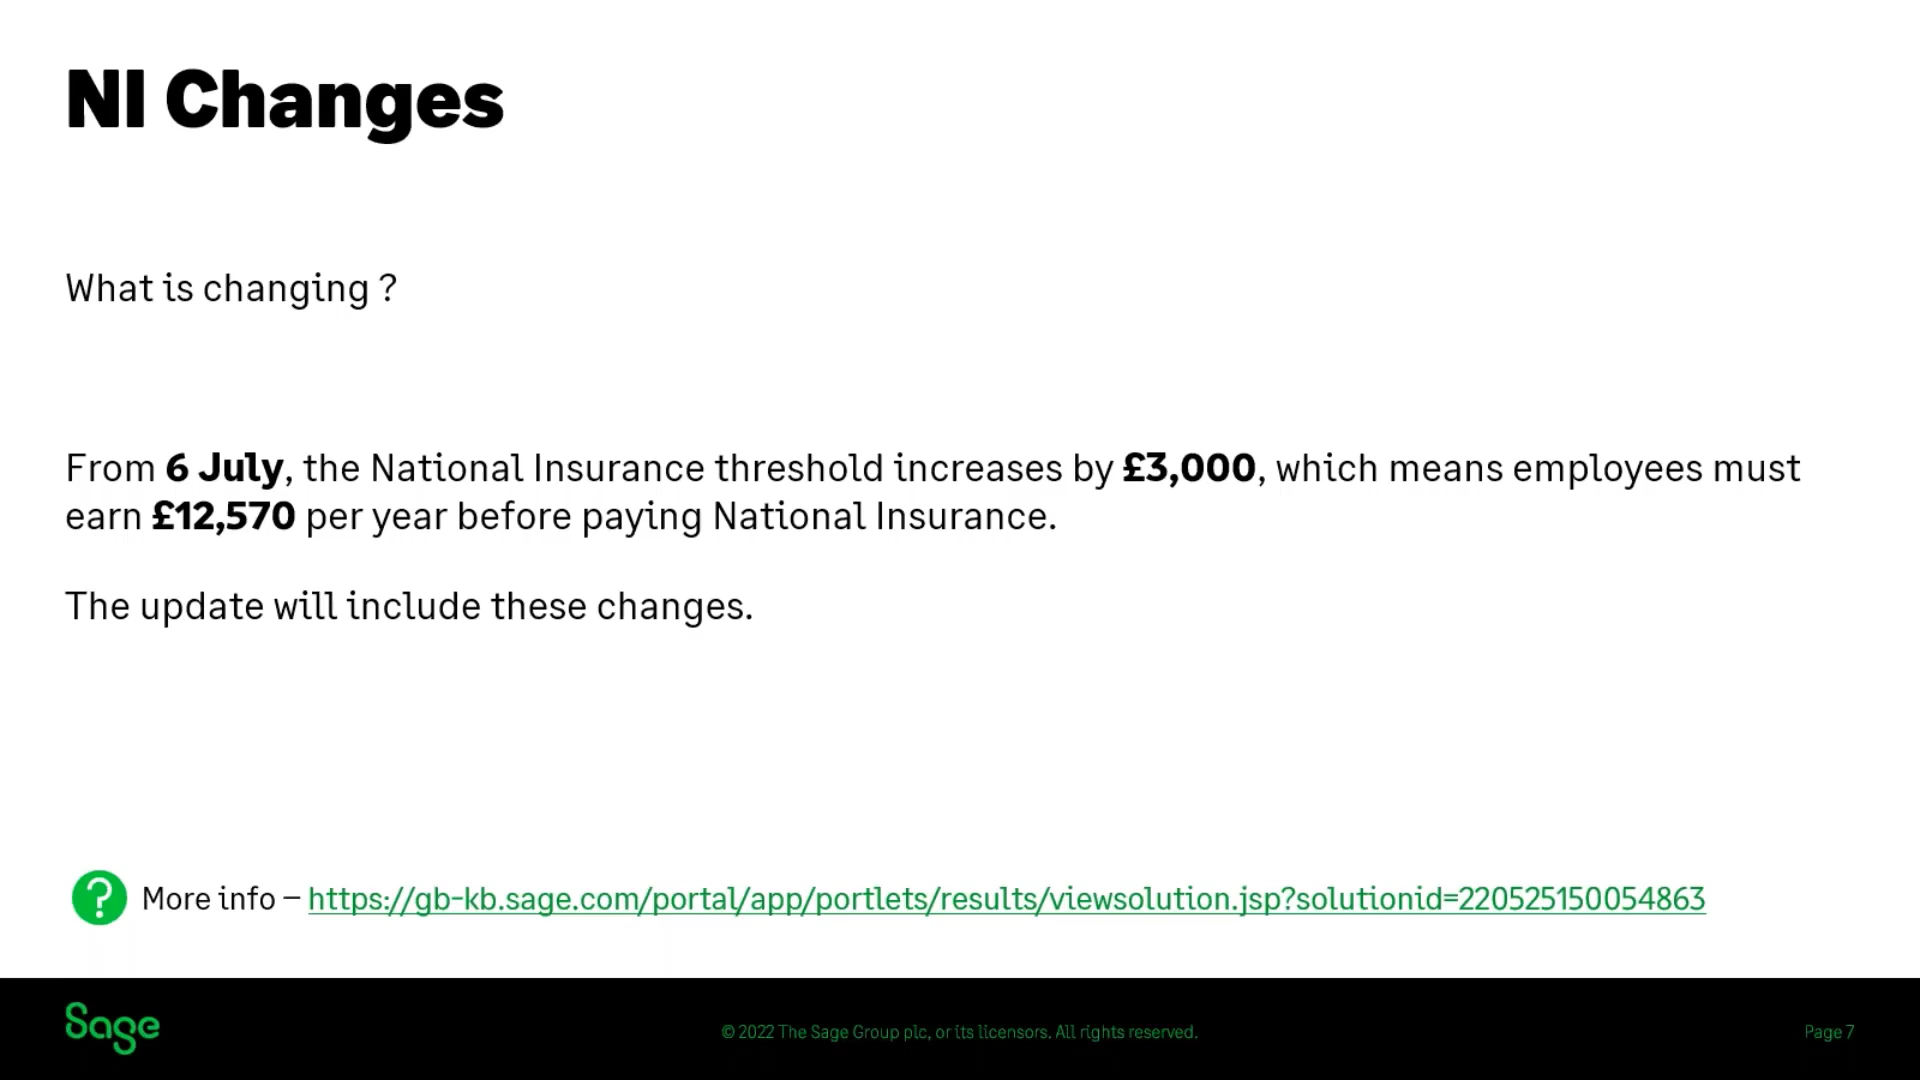 NI Changes
What is changing ?
From 6 July, the National Insurance threshold increases by £3,000, which means employees must
earn £12,570 per year before paying National Insurance.
The update will include these changes.
? More info – https://gb-kb.sage.com/portal/app/portlets/results/viewsolution.jsp?solutionid=220525150054863
Sage
© 2022 The Sage Group plc, or its licensors. All rights reserved.
Page 7